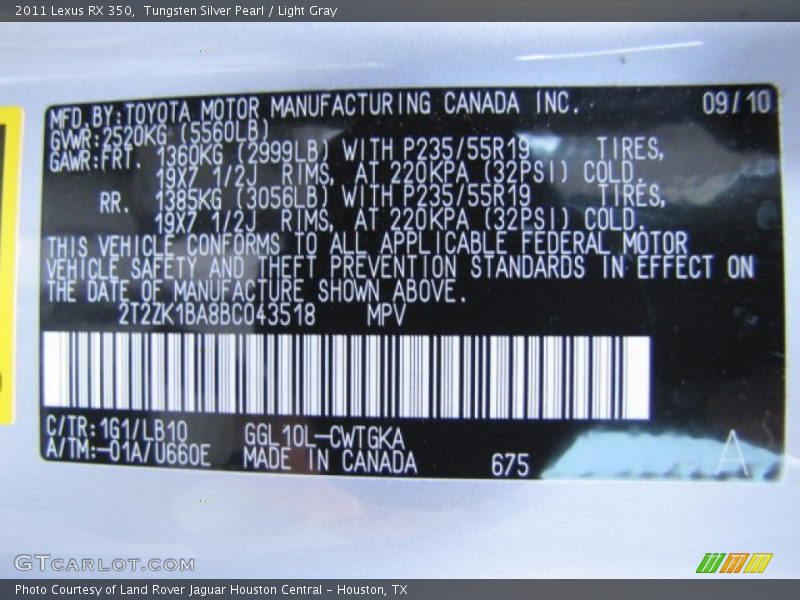 2011 Lexus RX 350,  Tungsten Silver Pearl / Light Gray
MFD.BY:TOYOTA MOTOR MANUFACTURING CANADA INC. 09/10
GVWR:2520KG (5560LB)
GAWR:FRT. 1360KG (2999LB) WITH P235/55R19 TIRES,
19X7 1/2J RIMS, AT 220KPA (32PSI) COLD.
RR. 1385KG (3056LB) WITH P235/55R19 TIRES,
19X7 1/2J RIMS, AT 220KPA (32PSI) COLD.
THIS VEHICLE CONFORMS TO ALL APPLICABLE FEDERAL MOTOR
VEHICLE SAFETY AND THEFT PREVENTION STANDARDS IN EFFECT ON
THE DATE OF MANUFACTURE SHOWN ABOVE.
2T2ZK1BA8BC043518 MPV
C/TR:1G1/LB10 GGL10L-CWTGKA
A/TM:-01A/U660E MADE IN CANADA 675 A
GTCARLOT.COM
Photo Courtesy of Land Rover Jaguar Houston Central - Houston, TX